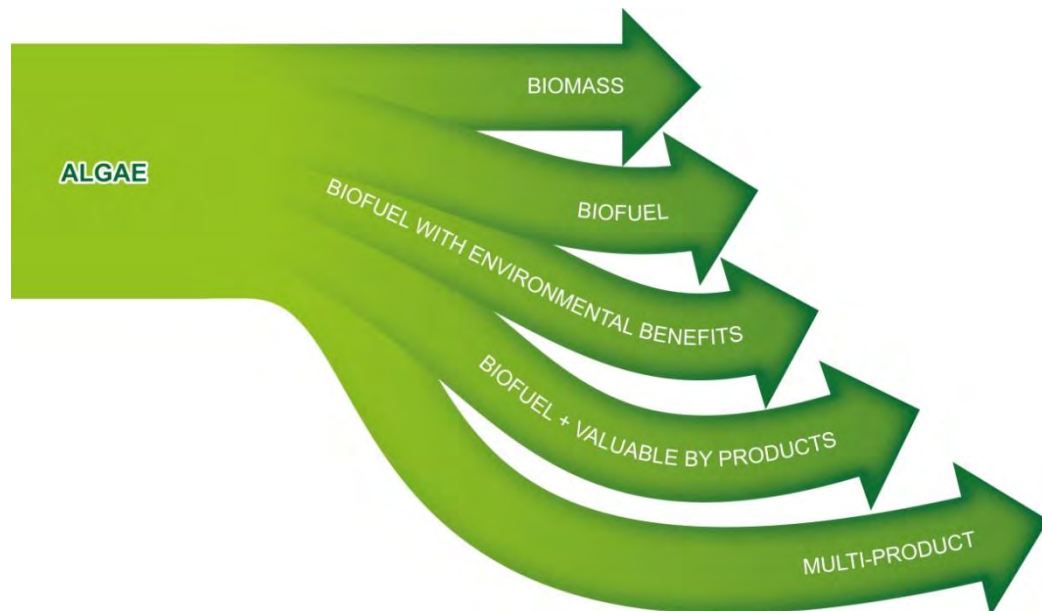 ALGAE
BIOMASS
BIOFUEL
BIOFUEL WITH ENVIRONMENTAL BENEFITS
BIOFUEL + VALUABLE BY PRODUCTS
MULTI-PRODUCT